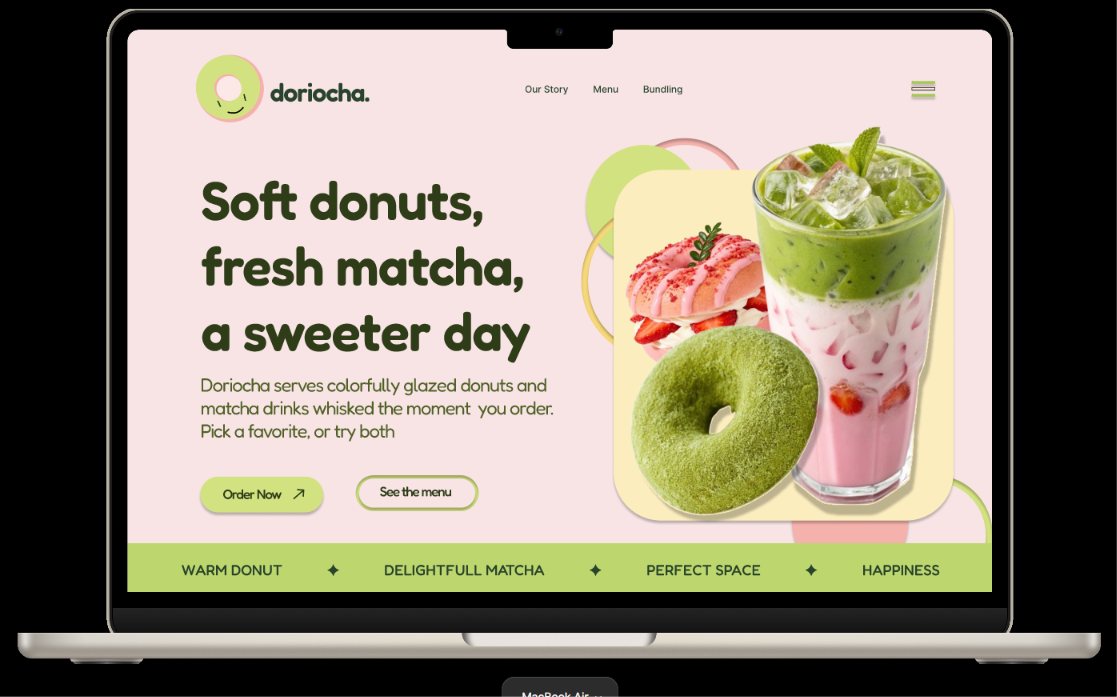 doriocha.
Our Story
Menu
Bundling
Soft donuts,
fresh matcha,
a sweeter day
Doriocha serves colorfully glazed donuts and
matcha drinks whisked the moment you order.
Pick a favorite, or try both
Order Now
See the menu
WARM DONUT
DELIGHTFULL MATCHA
PERFECT SPACE
HAPPINESS
MacBook Air